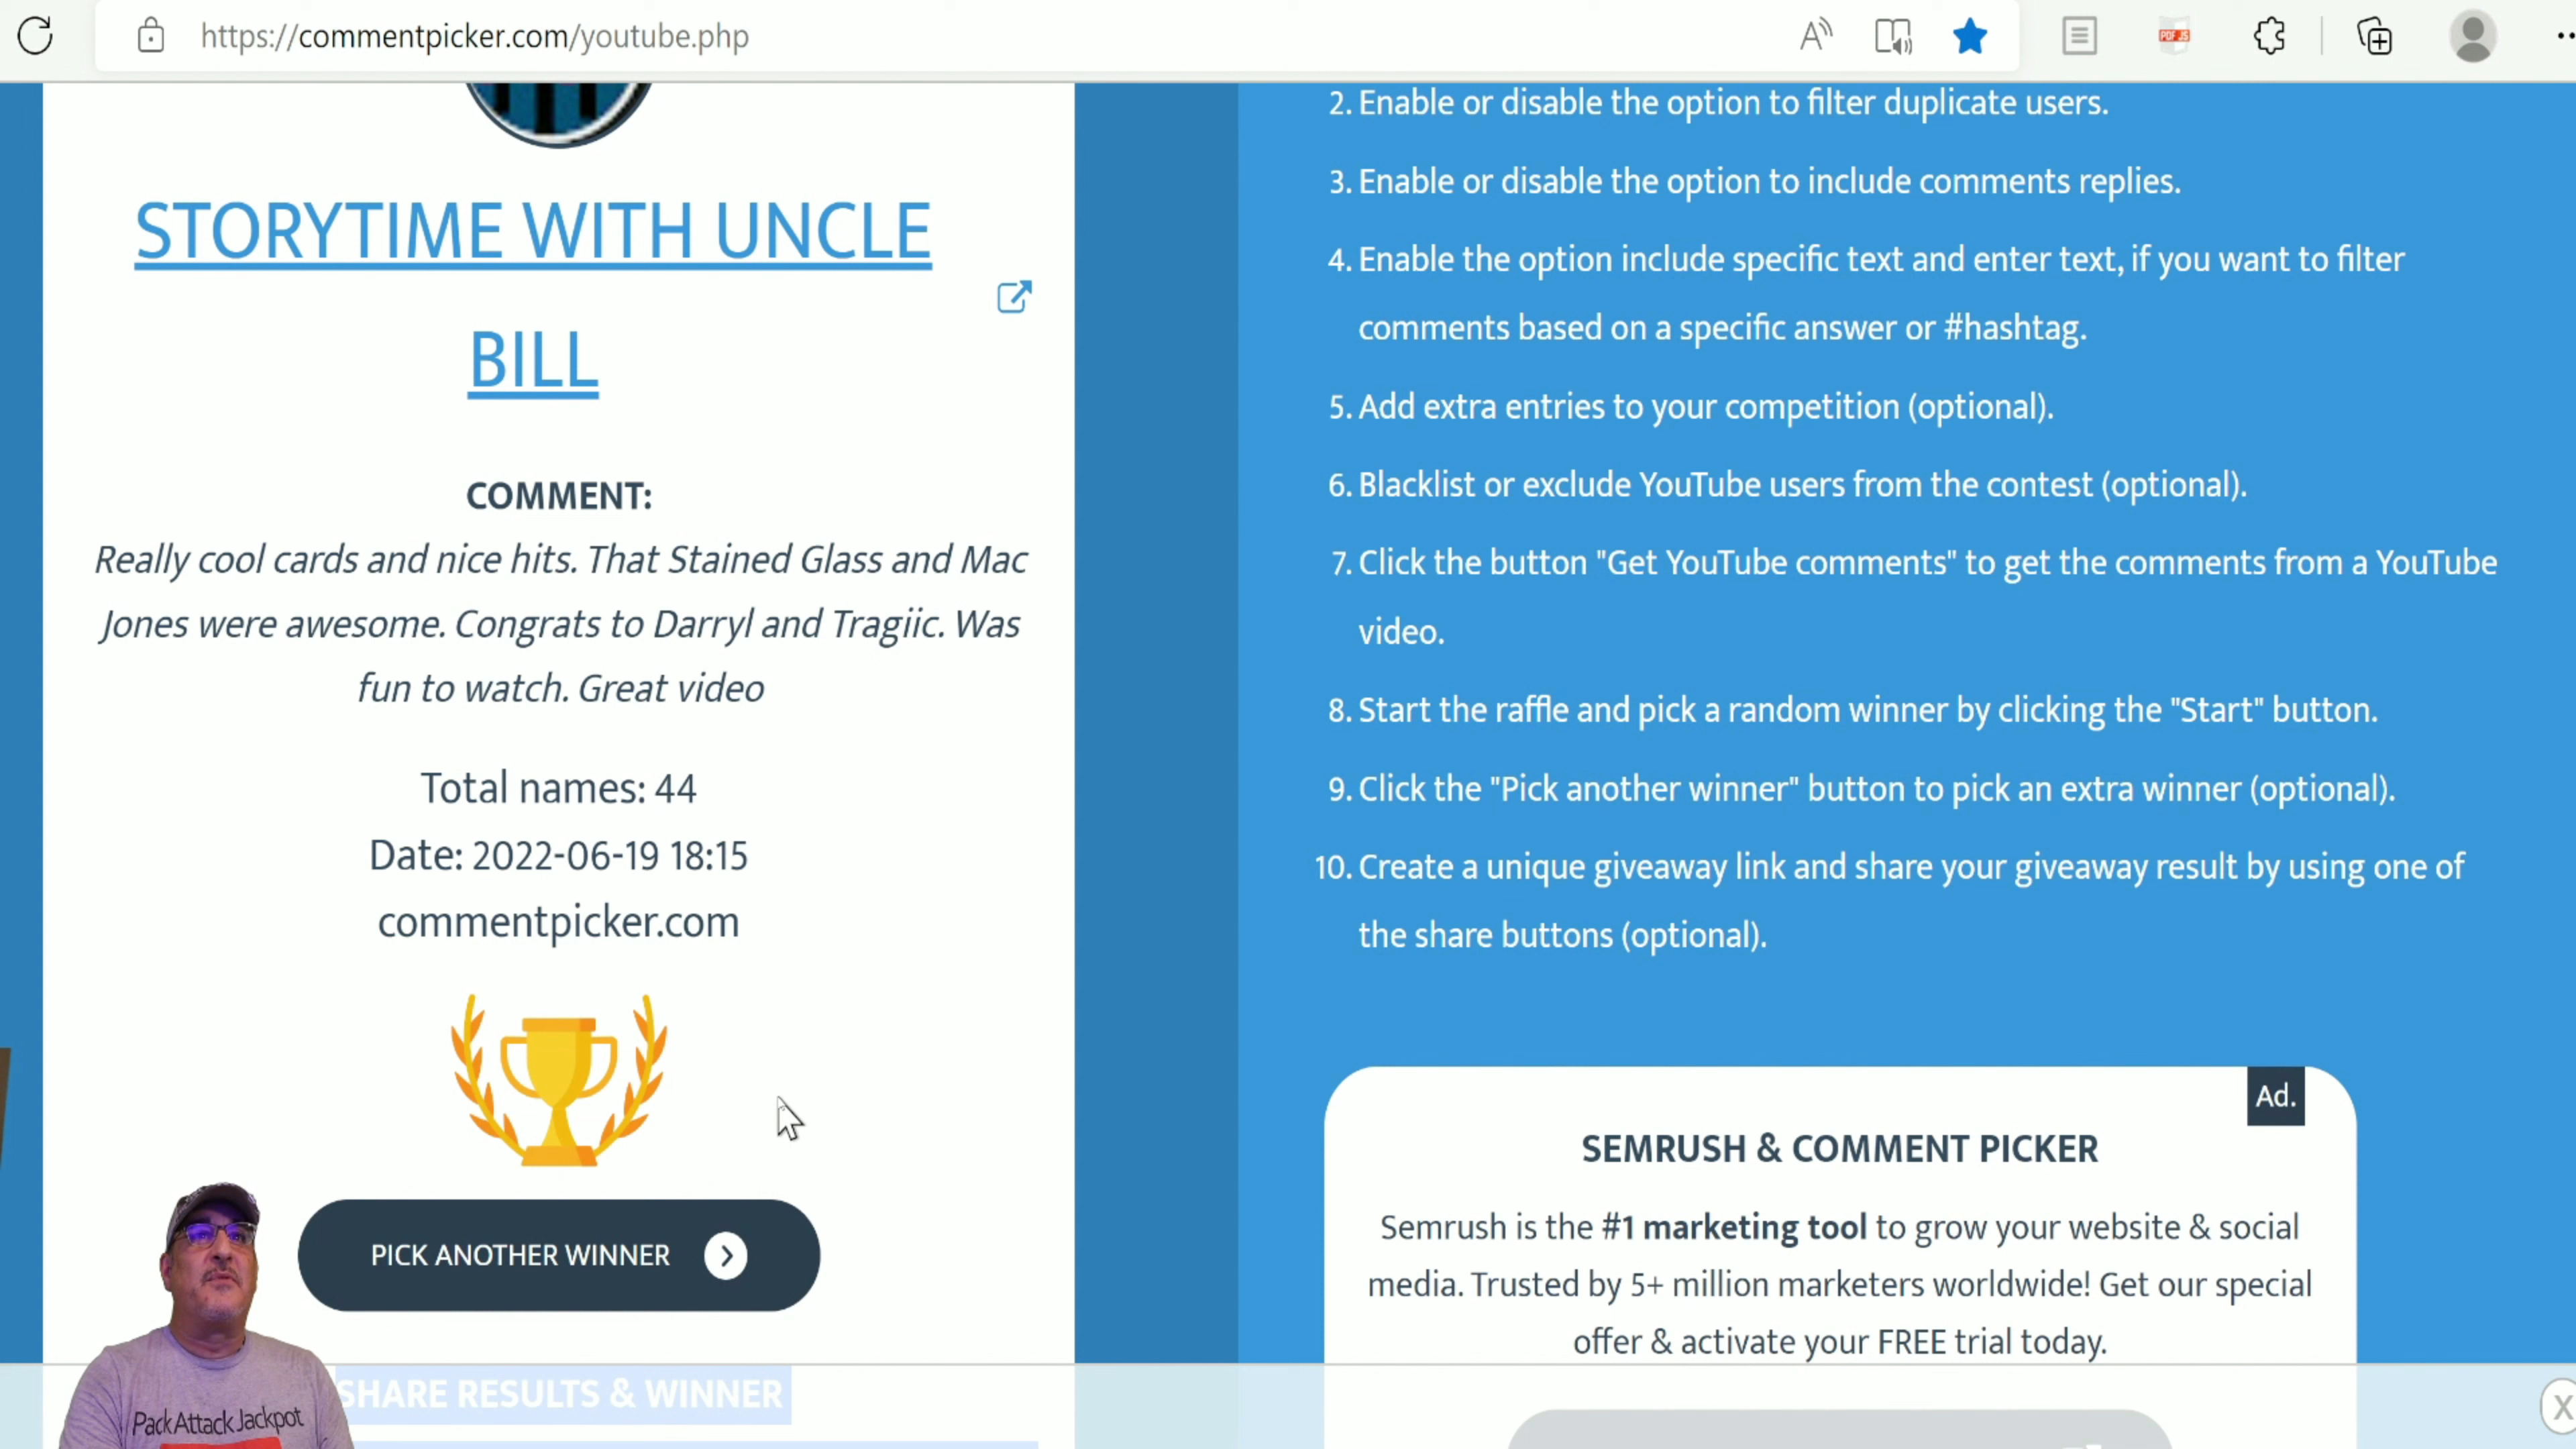 https://commentpicker.com/youtube.php
PDF JS
STORYTIME WITH UNCLE
BILL
COMMENT:
Really cool cards and nice hits. That Stained Glass and Mac
Jones were awesome. Congrats to Darryl and Tragiic. Was
fun to watch. Great video
Total names: 44
Date: 2022-06-19 18:15
commentpicker.com
PICK ANOTHER WINNER
SHARE RESULTS & WINNER
Pack Attack Jackpot
2. Enable or disable the option to filter duplicate users.
3. Enable or disable the option to include comments replies.
4. Enable the option include specific text and enter text, if you want to filter
comments based on a specific answer or #hashtag.
5. Add extra entries to your competition (optional).
6. Blacklist or exclude YouTube users from the contest (optional).
7. Click the button "Get YouTube comments" to get the comments from a YouTube
video.
8. Start the raffle and pick a random winner by clicking the "Start" button.
9. Click the "Pick another winner" button to pick an extra winner (optional).
10. Create a unique giveaway link and share your giveaway result by using one of
the share buttons (optional).
Ad.
SEMRUSH & COMMENT PICKER
Semrush is the #1 marketing tool to grow your website & social
media. Trusted by 5+ million marketers worldwide! Get our special
offer & activate your FREE trial today.
X